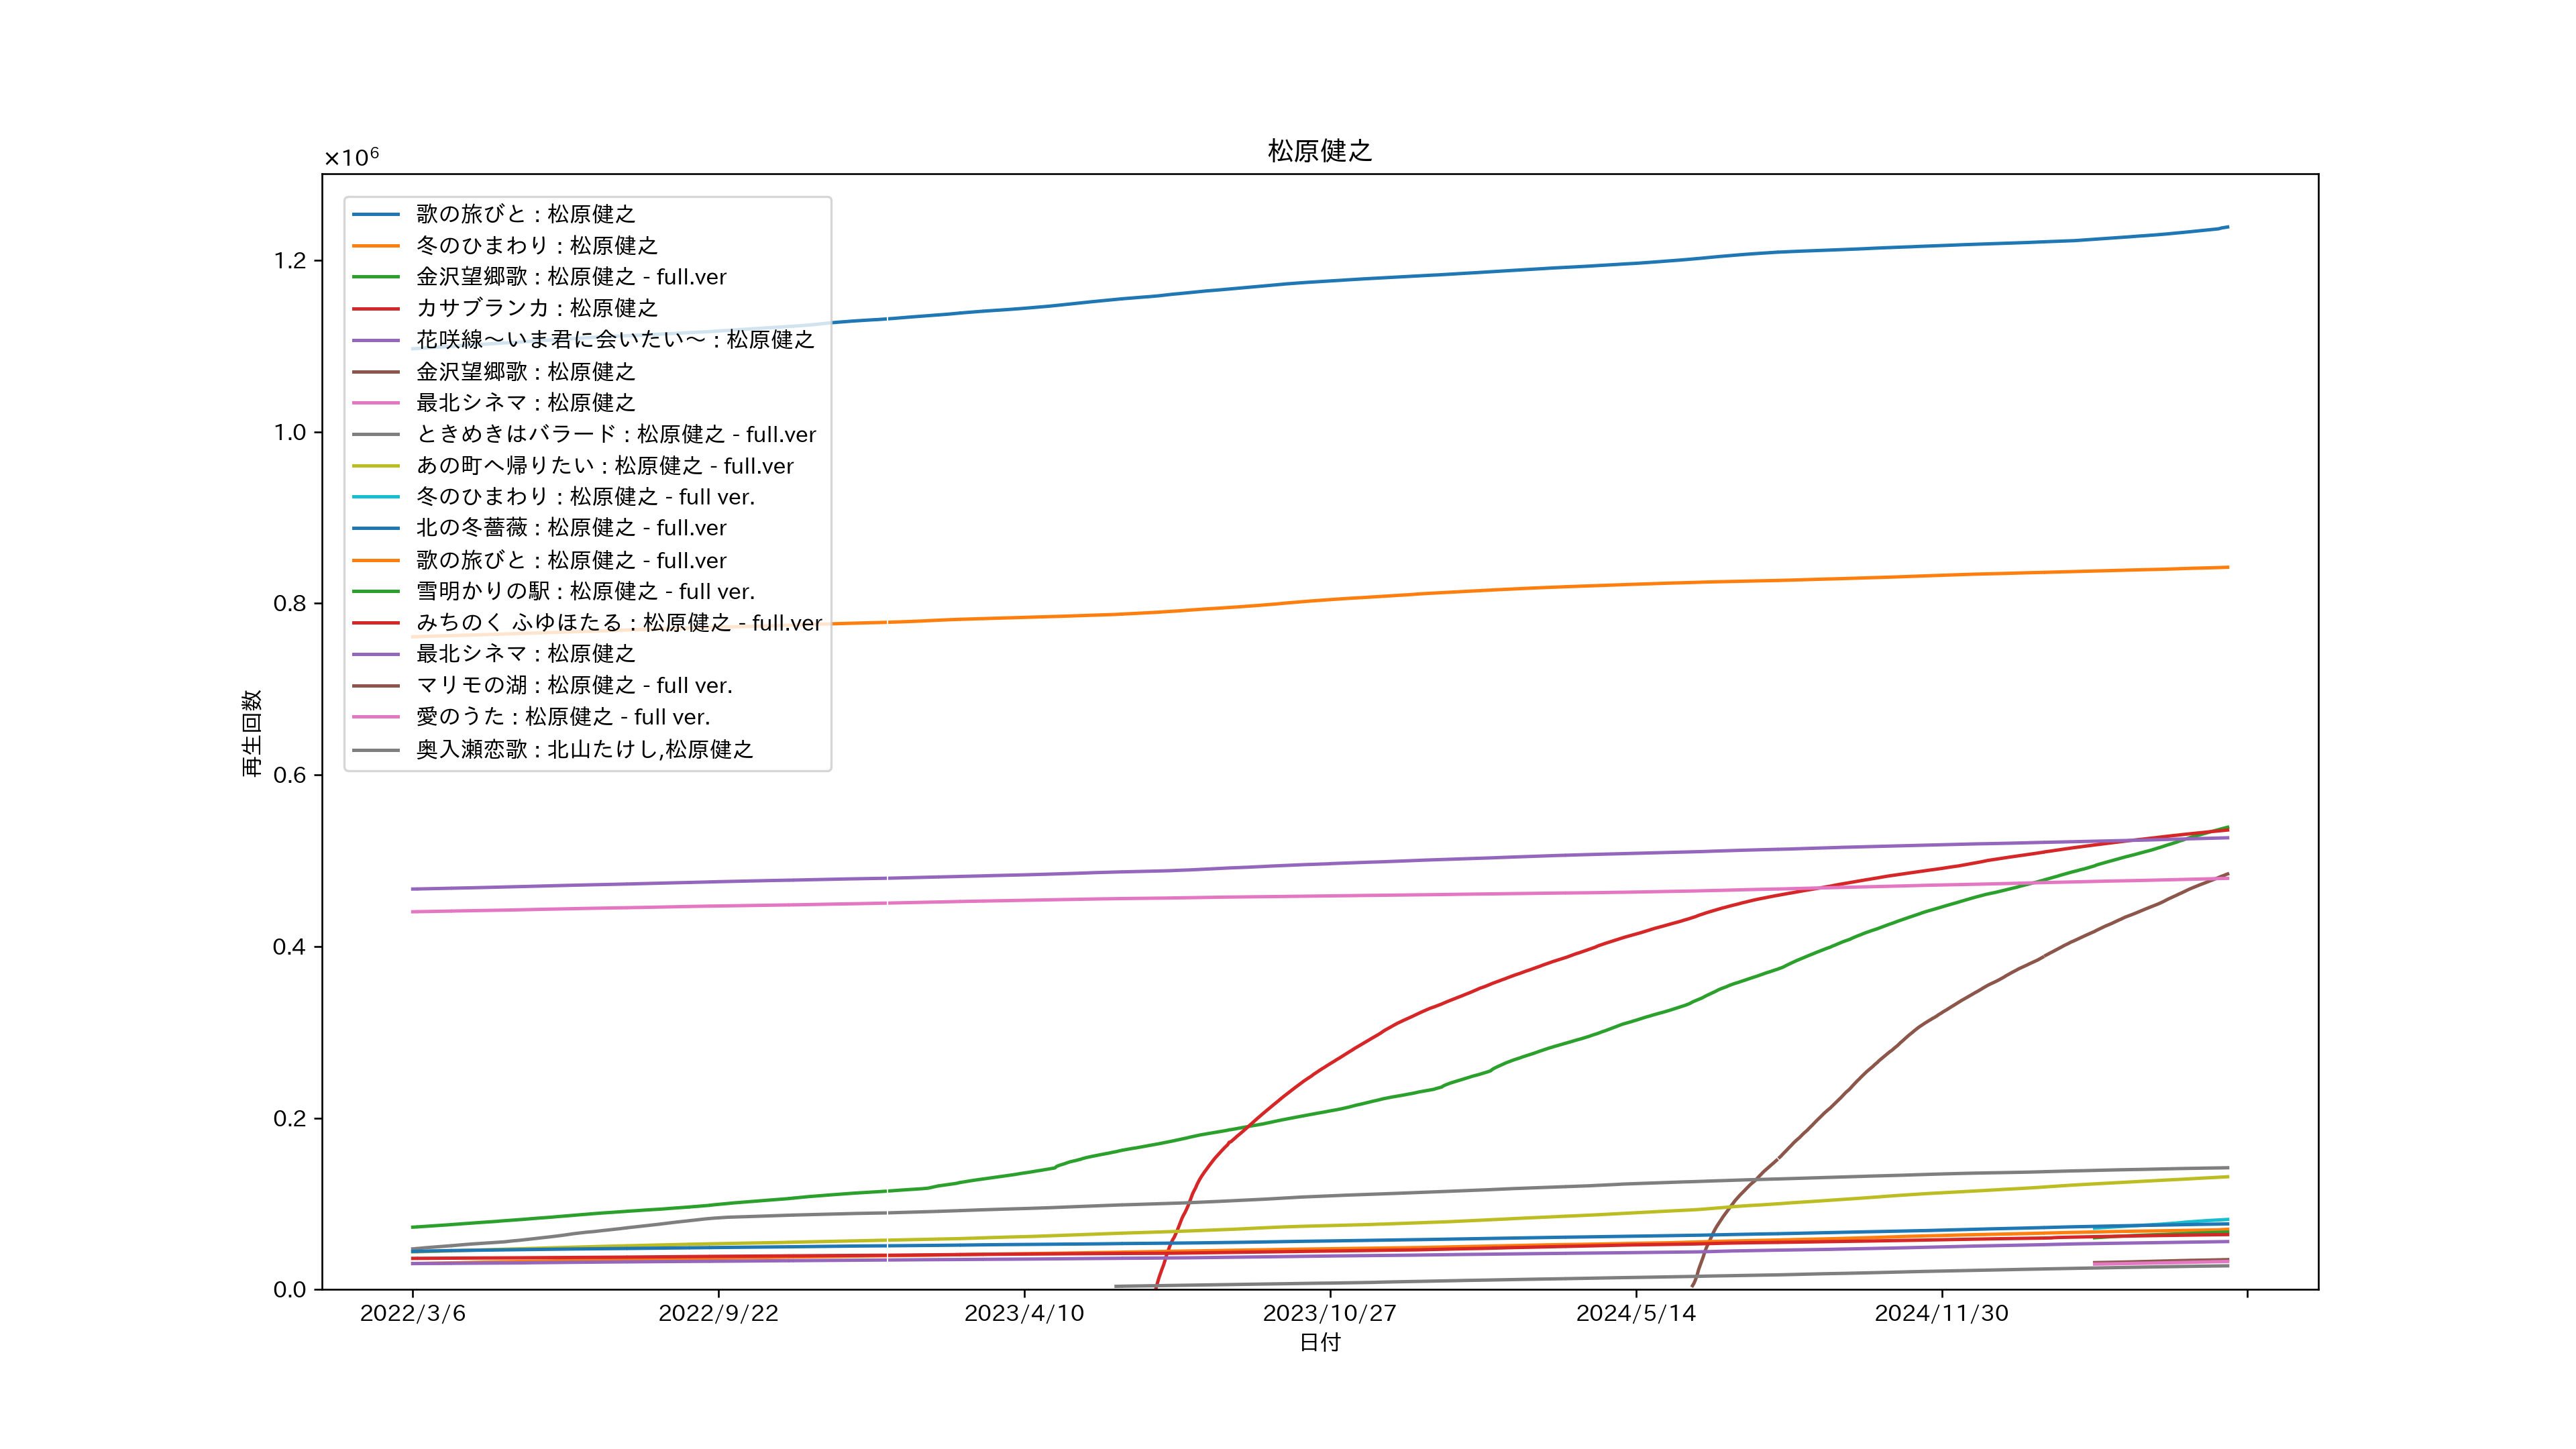 松原健之
×10⁶
歌の旅びと : 松原健之
冬のひまわり : 松原健之
金沢望郷歌 : 松原健之 - full.ver
カサブランカ : 松原健之
花咲線〜いま君に会いたい〜 : 松原健之
金沢望郷歌 : 松原健之
最北シネマ : 松原健之
ときめきはバラード : 松原健之 - full.ver
あの町へ帰りたい : 松原健之 - full.ver
冬のひまわり : 松原健之 - full ver.
北の冬薔薇 : 松原健之 - full.ver
歌の旅びと : 松原健之 - full.ver
雪明かりの駅 : 松原健之 - full ver.
みちのく ふゆほたる : 松原健之 - full.ver
最北シネマ : 松原健之
マリモの湖 : 松原健之 - full ver.
愛のうた : 松原健之 - full ver.
奥入瀬恋歌 : 北山たけし,松原健之
1.2
1.0
0.8
0.6
0.4
0.2
0.0
再生回数
2022/3/6
2022/9/22
2023/4/10
2023/10/27
2024/5/14
2024/11/30
日付